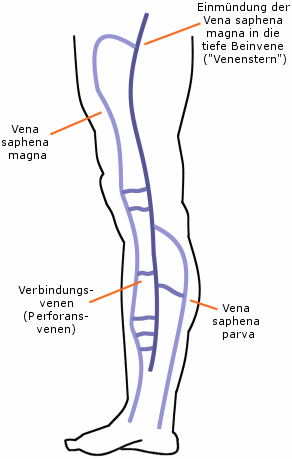 Einmündung der
Vena saphena
magna in die
tiefe Beinvene
("Venenstern")
Vena
saphena
magna
Verbindungs-
venen
(Perforans-
venen)
Vena
saphena
parva